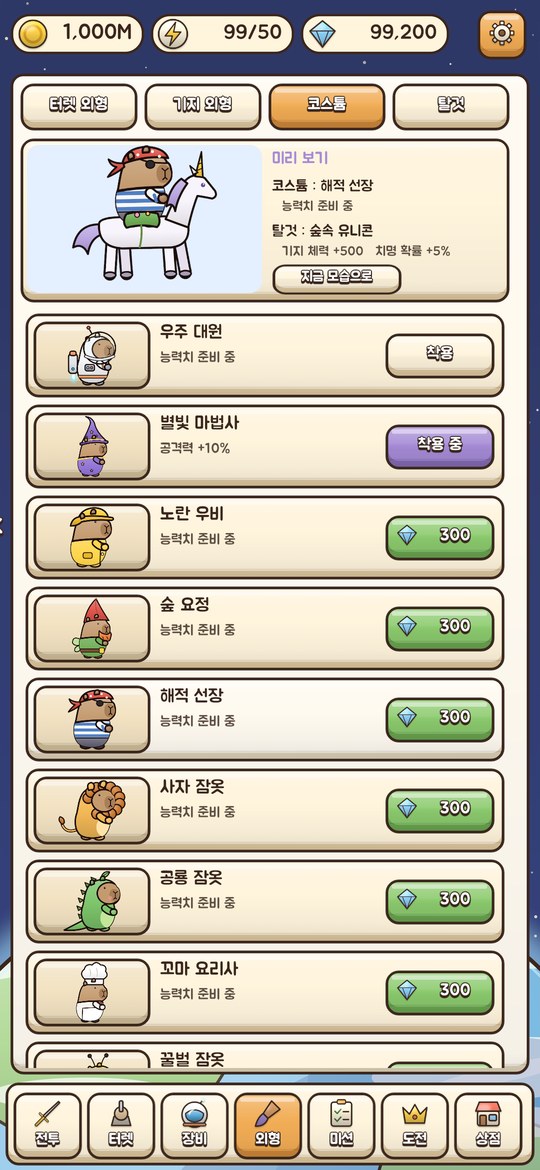 1,000M
99/50
99,200
터렛 외형
기지 외형
코스튬
탈것
미리 보기
코스튬 : 해적 선장
능력치 준비 중
탈것 : 숲속 유니콘
기지 체력 +500 치명 확률 +5%
지금 모습으로
우주 대원
능력치 준비 중
착용
별빛 마법사
공격력 +10%
착용 중
노란 우비
능력치 준비 중
300
숲 요정
능력치 준비 중
300
해적 선장
능력치 준비 중
300
사자 잠옷
능력치 준비 중
300
공룡 잠옷
능력치 준비 중
300
꼬마 요리사
능력치 준비 중
300
꿀벌 잠옷
전투
터렛
장비
외형
미션
도전
상점